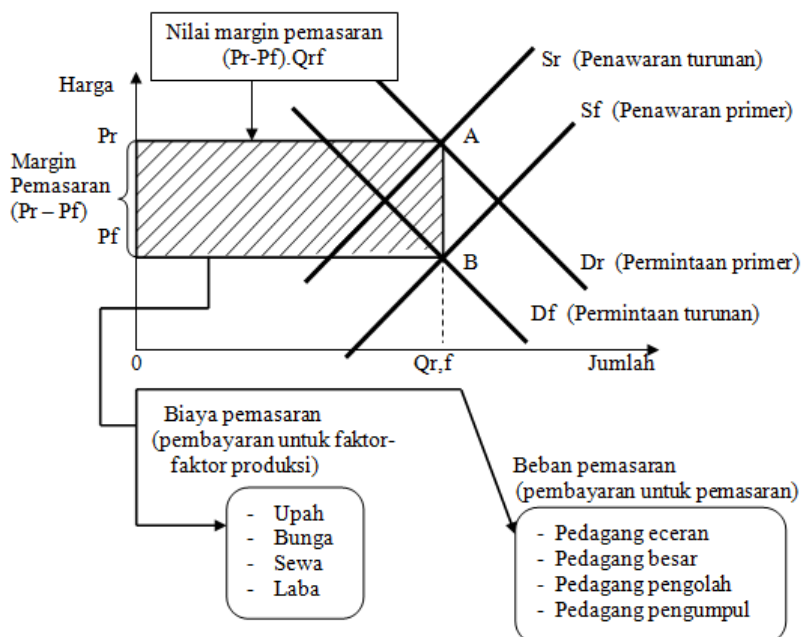 Nilai margin pemasaran
(Pr-Pf).Qrf
Harga
Sr (Penawaran turunan)
Sf (Penawaran primer)
Pr
A
Margin
Pemasaran
(Pr – Pf)
Pf
B
Dr (Permintaan primer)
Df (Permintaan turunan)
0
Qr,f
Jumlah
Biaya pemasaran
(pembayaran untuk faktor-
faktor produksi)
- Upah
- Bunga
- Sewa
- Laba
Beban pemasaran
(pembayaran untuk pemasaran)
- Pedagang eceran
- Pedagang besar
- Pedagang pengolah
- Pedagang pengumpul